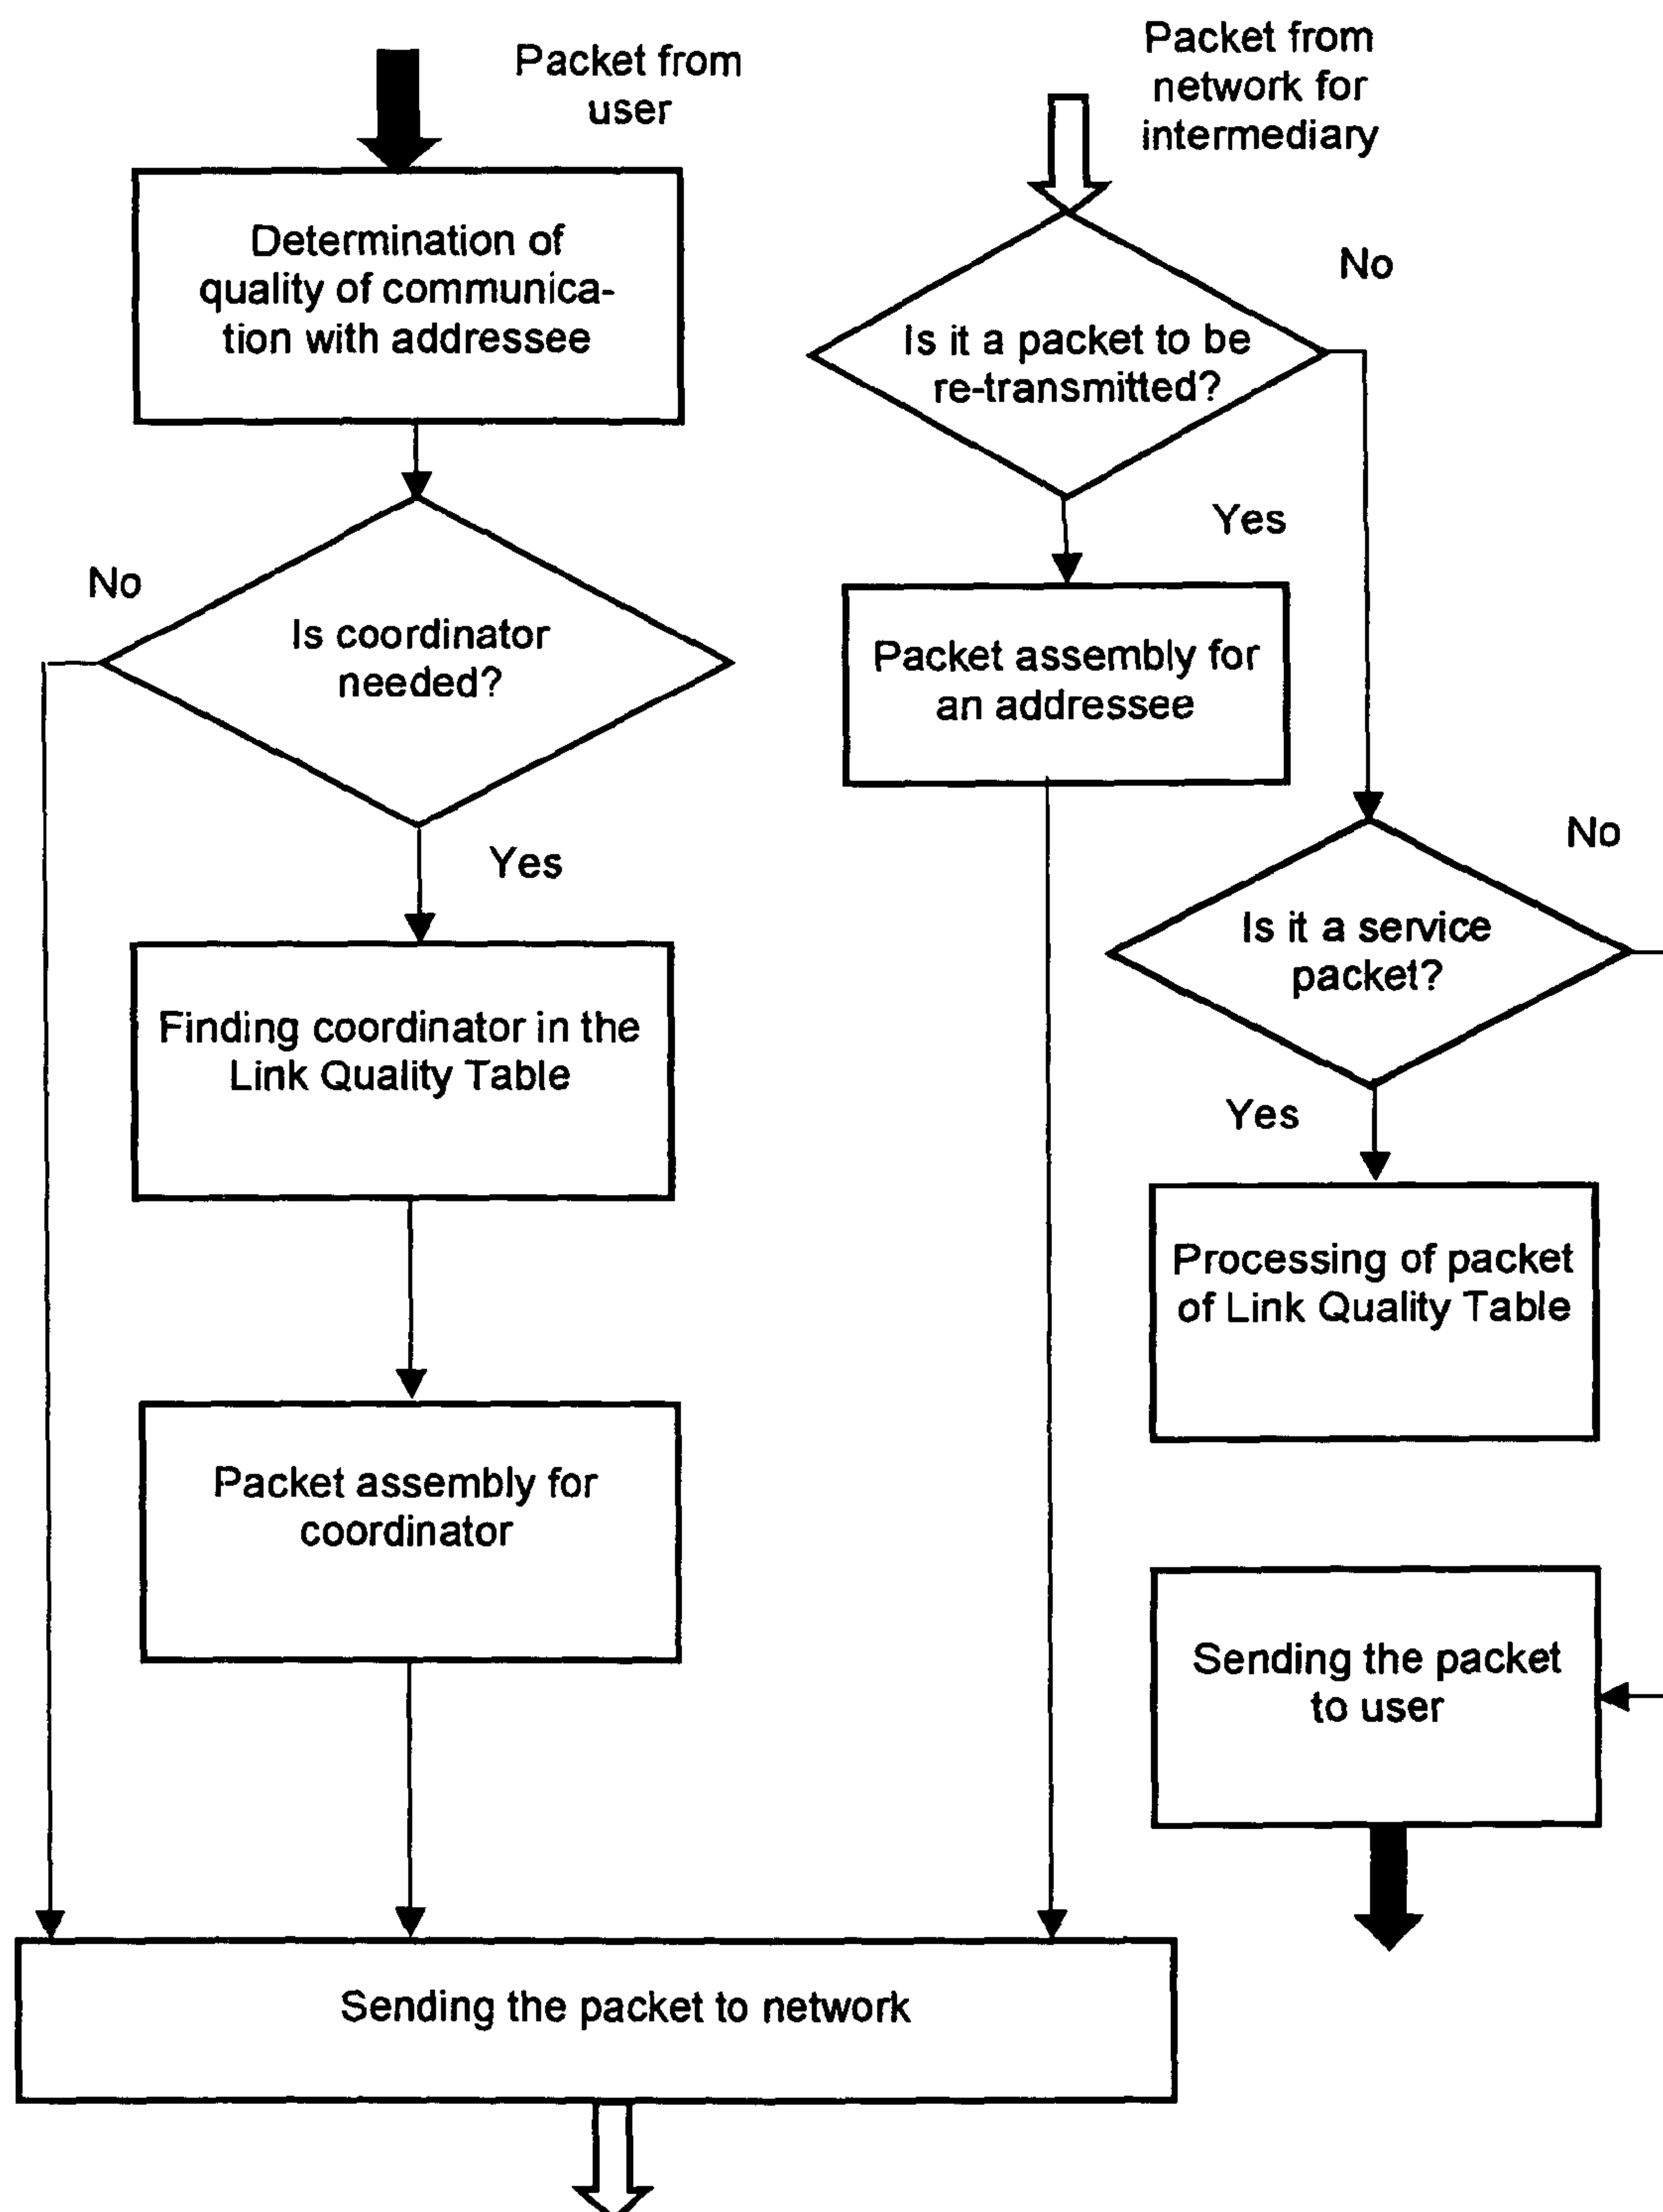 Packet from
user
Determination of
quality of communica-
tion with addressee
Is coordinator
needed?
No
Yes
Finding coordinator in the
Link Quality Table
Packet assembly for
coordinator
Packet from
network for
intermediary
Is it a packet to be
re-transmitted?
No
Yes
Packet assembly for
an addressee
Is it a service
packet?
No
Yes
Processing of packet
of Link Quality Table
Sending the packet
to user
Sending the packet to network